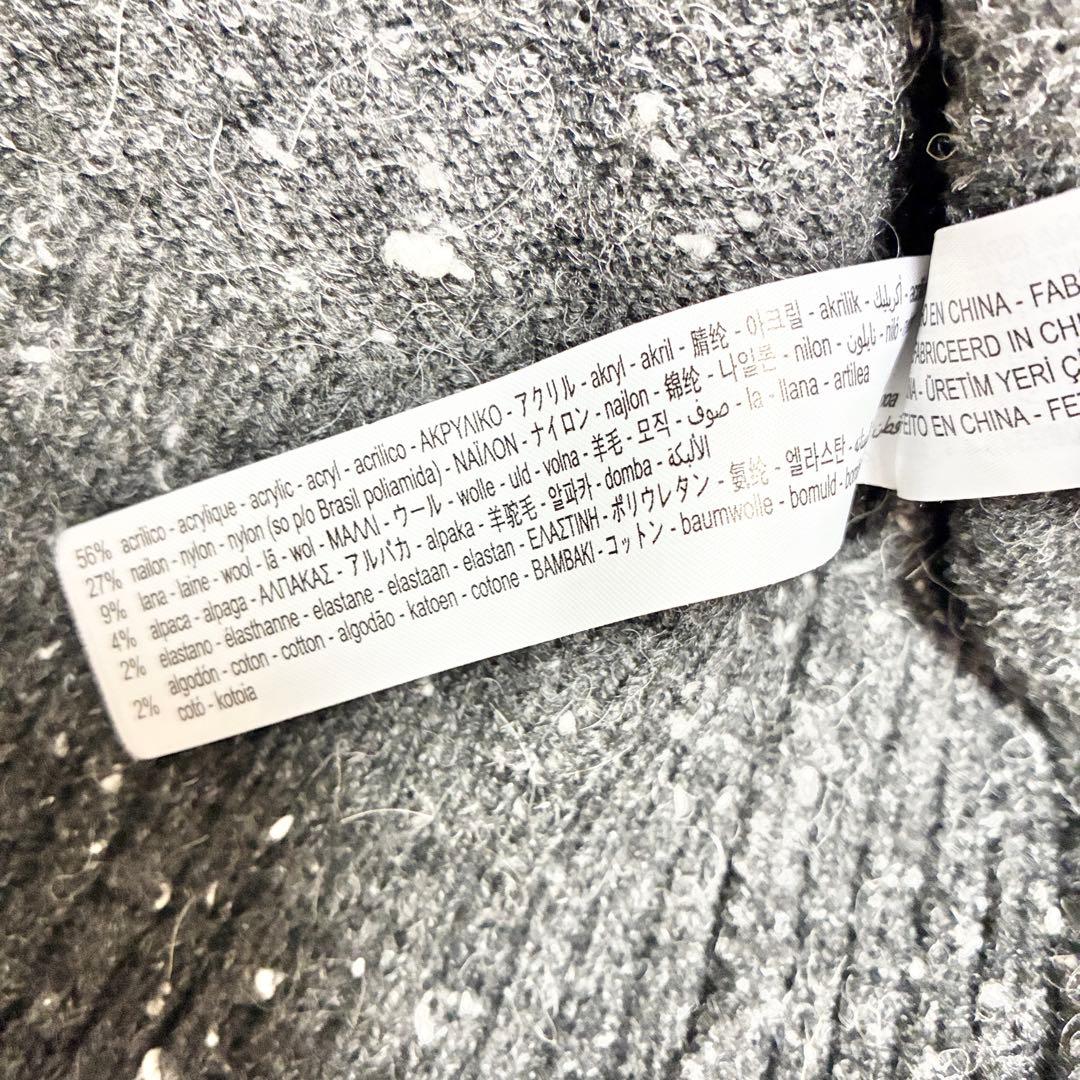 56% acrilico - acrylique - acrylic - acryl - acrilico - ΑΚΡΥΛΙΚΟ - アクリル - akryl - akril - 腈纶 - 아크릴 - akrilik - أكريليك
27% nailon - nylon - nylon (so p/o Brasil poliamida) - ΝΑΪΛΟΝ - ナイロン - najlon - 锦纶 - 나일론 - nilon - نايلون - niló
9% lana - laine - wool - lã - wol - ΜΑΛΛΙ - ウール - wolle - uld - volna - 羊毛 - 모직 - صوف - la - llana - artilea
4% alpaca - alpaga - ΑΛΠΑΚΑΣ - アルパカ - alpaka - 羊驼毛 - 알파카 - domba - الألبكة
2% elastano - élasthanne - elastane - elastaan - elastan - ΕΛΑΣΤΙΝΗ - ポリウレタン - 氨纶 - 엘라스탄
2% algodón - coton - cotton - algodão - katoen - cotone - ΒΑΜΒΑΚΙ - コットン - baumwolle - bomuld
cotó - kotoia
EN CHINA - FAB
FABRICEERD IN CH
ÜRETİM YERİ Ç
FEITO EN CHINA - FE